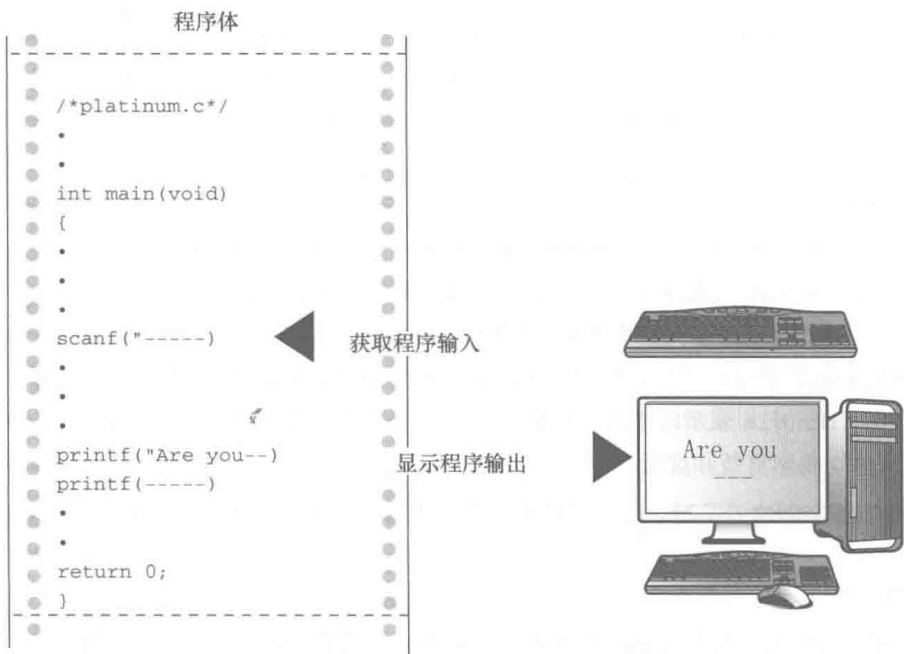 程序体
/*platinum.c*/
•
•
int main(void)
{
•
•
•
scanf("-----)
获取程序输入
•
•
•
printf("Are you--)
显示程序输出
printf(-----)
•
•
return 0;
}
Are you
---